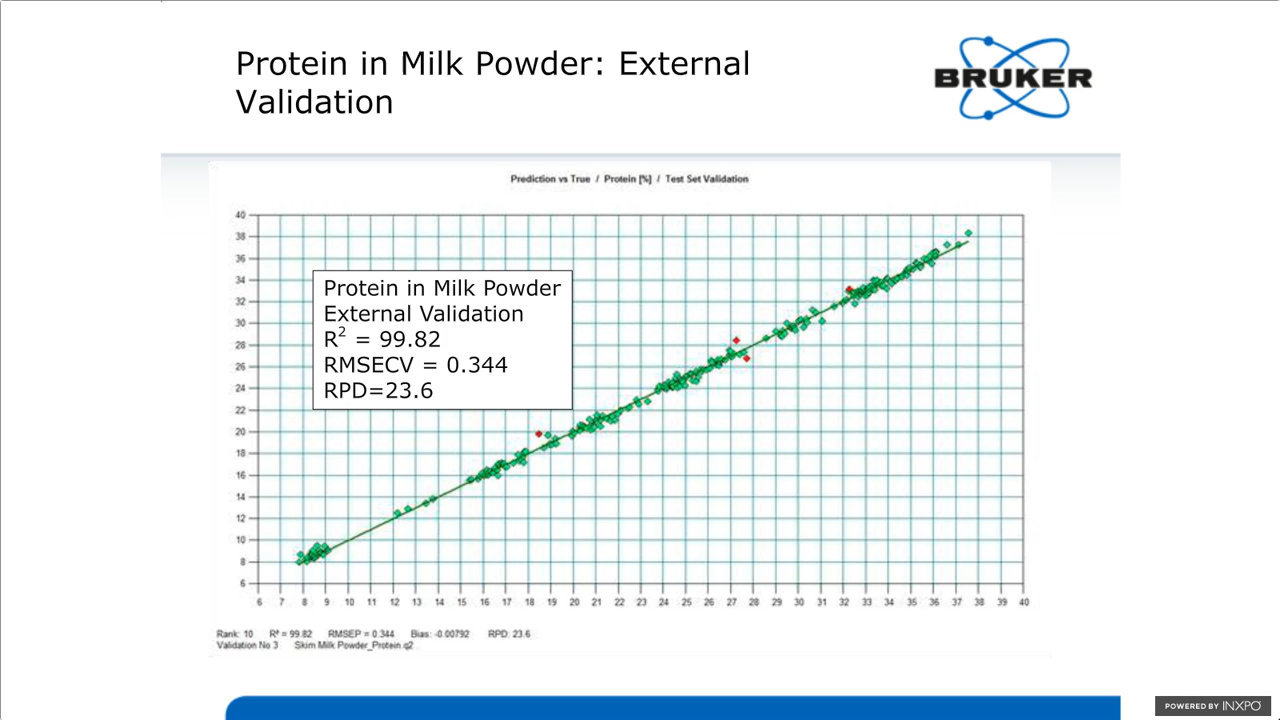 Protein in Milk Powder: External
Validation
BRUKER
Prediction vs True / Protein [%] / Test Set Validation
40
38
36
34
32
30
28
26
24
22
20
18
16
14
12
10
8
6
Protein in Milk Powder
External Validation
R² = 99.82
RMSECV = 0.344
RPD=23.6
6 7 8 9 10 11 12 13 14 15 16 17 18 19 20 21 22 23 24 25 26 27 28 29 30 31 32 33 34 35 36 37 38 39 40
Rank: 10 R² = 99.82 RMSEP = 0.344 Bias: -0.00792 RPD: 23.6
Validation No 3 Skim Milk Powder_Protein.q2
POWERED BY INXPO